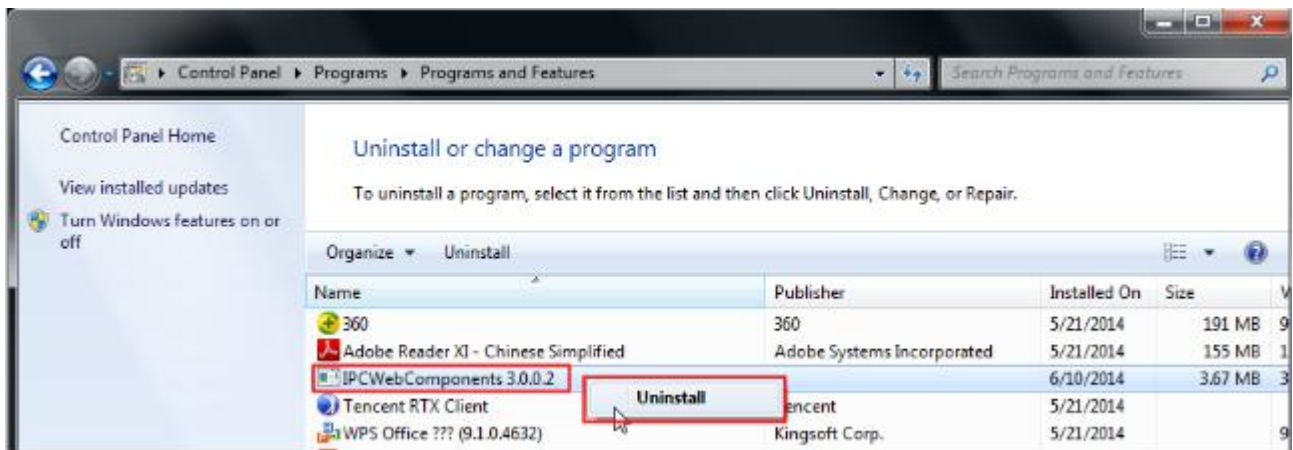 Control Panel ▸ Programs ▸ Programs and Features
Search Programs and Features
Control Panel Home
View installed updates
Turn Windows features on or
off
Uninstall or change a program
To uninstall a program, select it from the list and then click Uninstall, Change, or Repair.
Organize Uninstall
Name Publisher Installed On Size V
360 360 5/21/2014 191 MB 9
Adobe Reader XI - Chinese Simplified Adobe Systems Incorporated 5/21/2014 155 MB 1
IPCWebComponents 3.0.0.2 6/10/2014 3.67 MB 3
Uninstall
Tencent RTX Client encent 5/21/2014
WPS Office ??? (9.1.0.4632) Kingsoft Corp. 5/21/2014 9